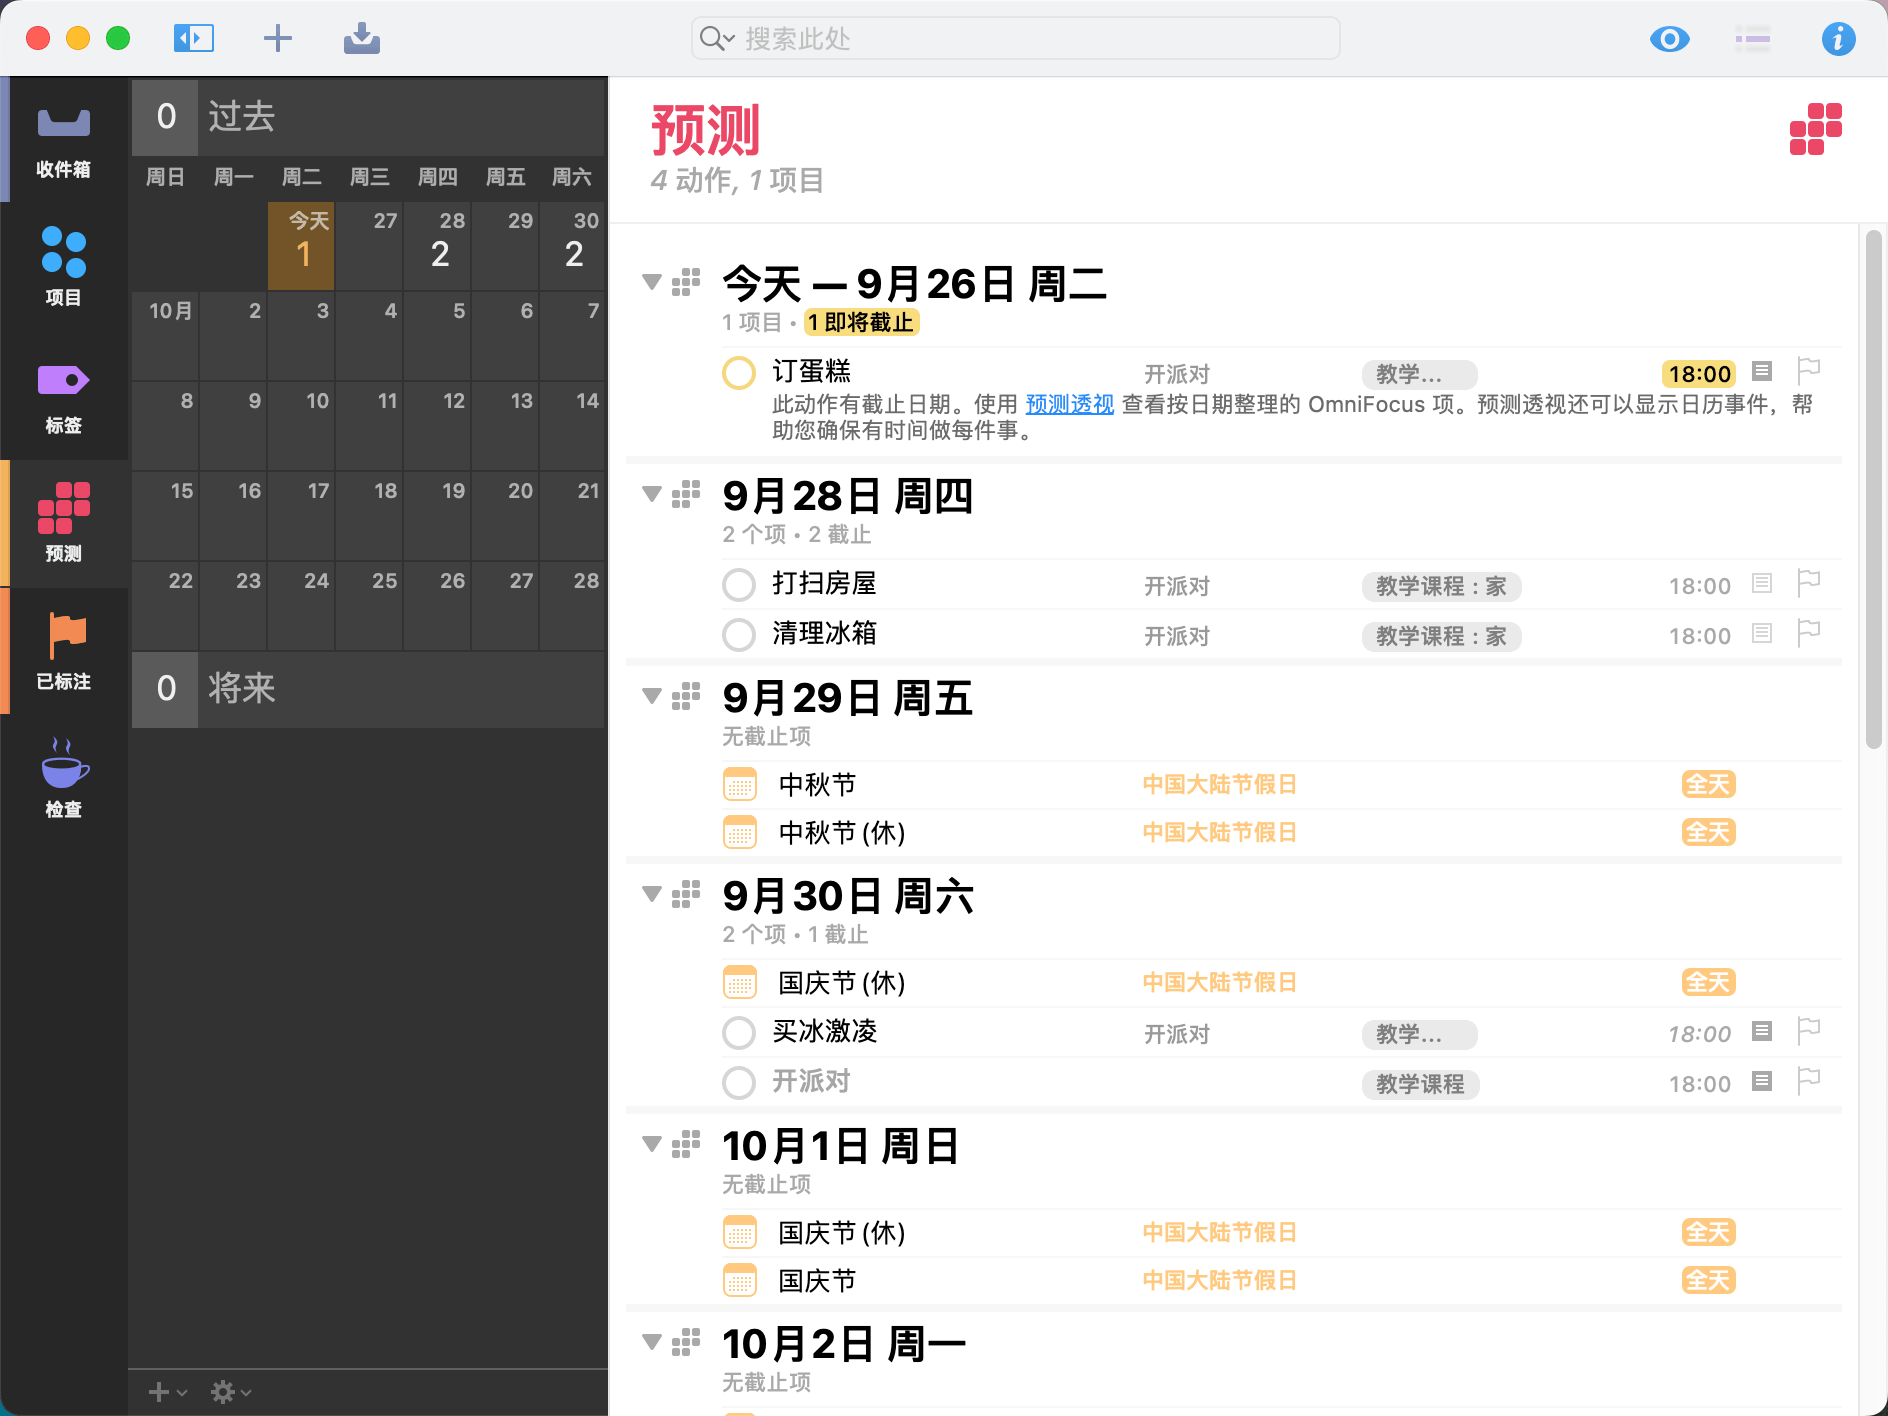 搜索此处
收件箱
项目
标签
预测
已标注
检查
0 过去
周日 周一 周二 周三 周四 周五 周六
今天 27 28 29 30
1 2 2
10月 2 3 4 5 6 7
8 9 10 11 12 13 14
15 16 17 18 19 20 21
22 23 24 25 26 27 28
0 将来
预测
4 动作, 1 项目
今天 — 9月26日 周二
1 项目 • 1 即将截止
订蛋糕 开派对 教学... 18:00
此动作有截止日期。使用 预测透视 查看按日期整理的 OmniFocus 项。预测透视还可以显示日历事件，帮
助您确保有时间做每件事。
9月28日 周四
2 个项 • 2 截止
打扫房屋 开派对 教学课程 : 家 18:00
清理冰箱 开派对 教学课程 : 家 18:00
9月29日 周五
无截止项
中秋节 中国大陆节假日 全天
中秋节 (休) 中国大陆节假日 全天
9月30日 周六
2 个项 • 1 截止
国庆节 (休) 中国大陆节假日 全天
买冰激凌 开派对 教学... 18:00
开派对 教学课程 18:00
10月1日 周日
无截止项
国庆节 (休) 中国大陆节假日 全天
国庆节 中国大陆节假日 全天
10月2日 周一
无截止项